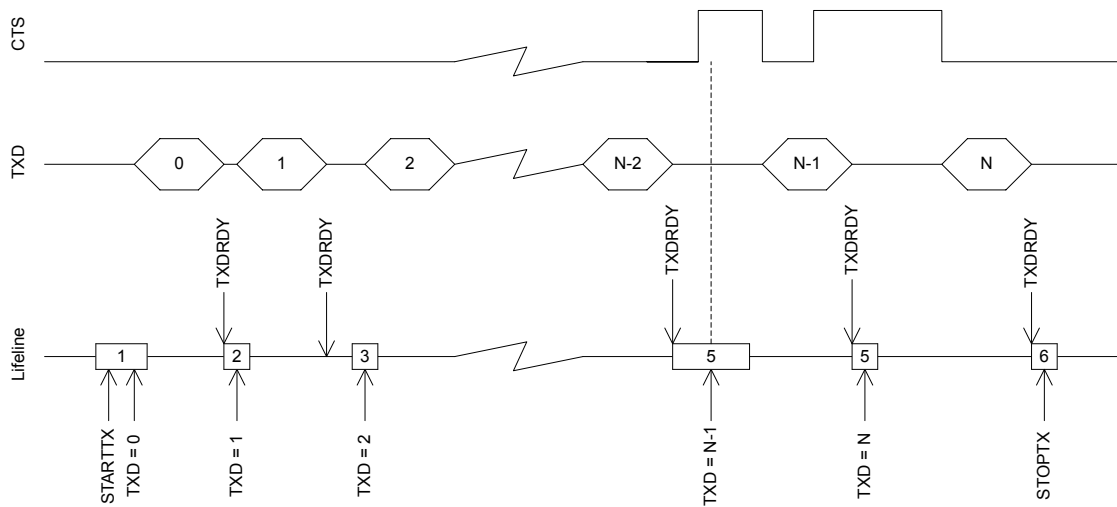 CTS
TXD
0
1
2
N-2
N-1
N
TXDRDY
TXDRDY
TXDRDY
TXDRDY
TXDRDY
Lifeline
1
2
3
5
5
6
STARTTX
TXD = 0
TXD = 1
TXD = 2
TXD = N-1
TXD = N
STOPTX